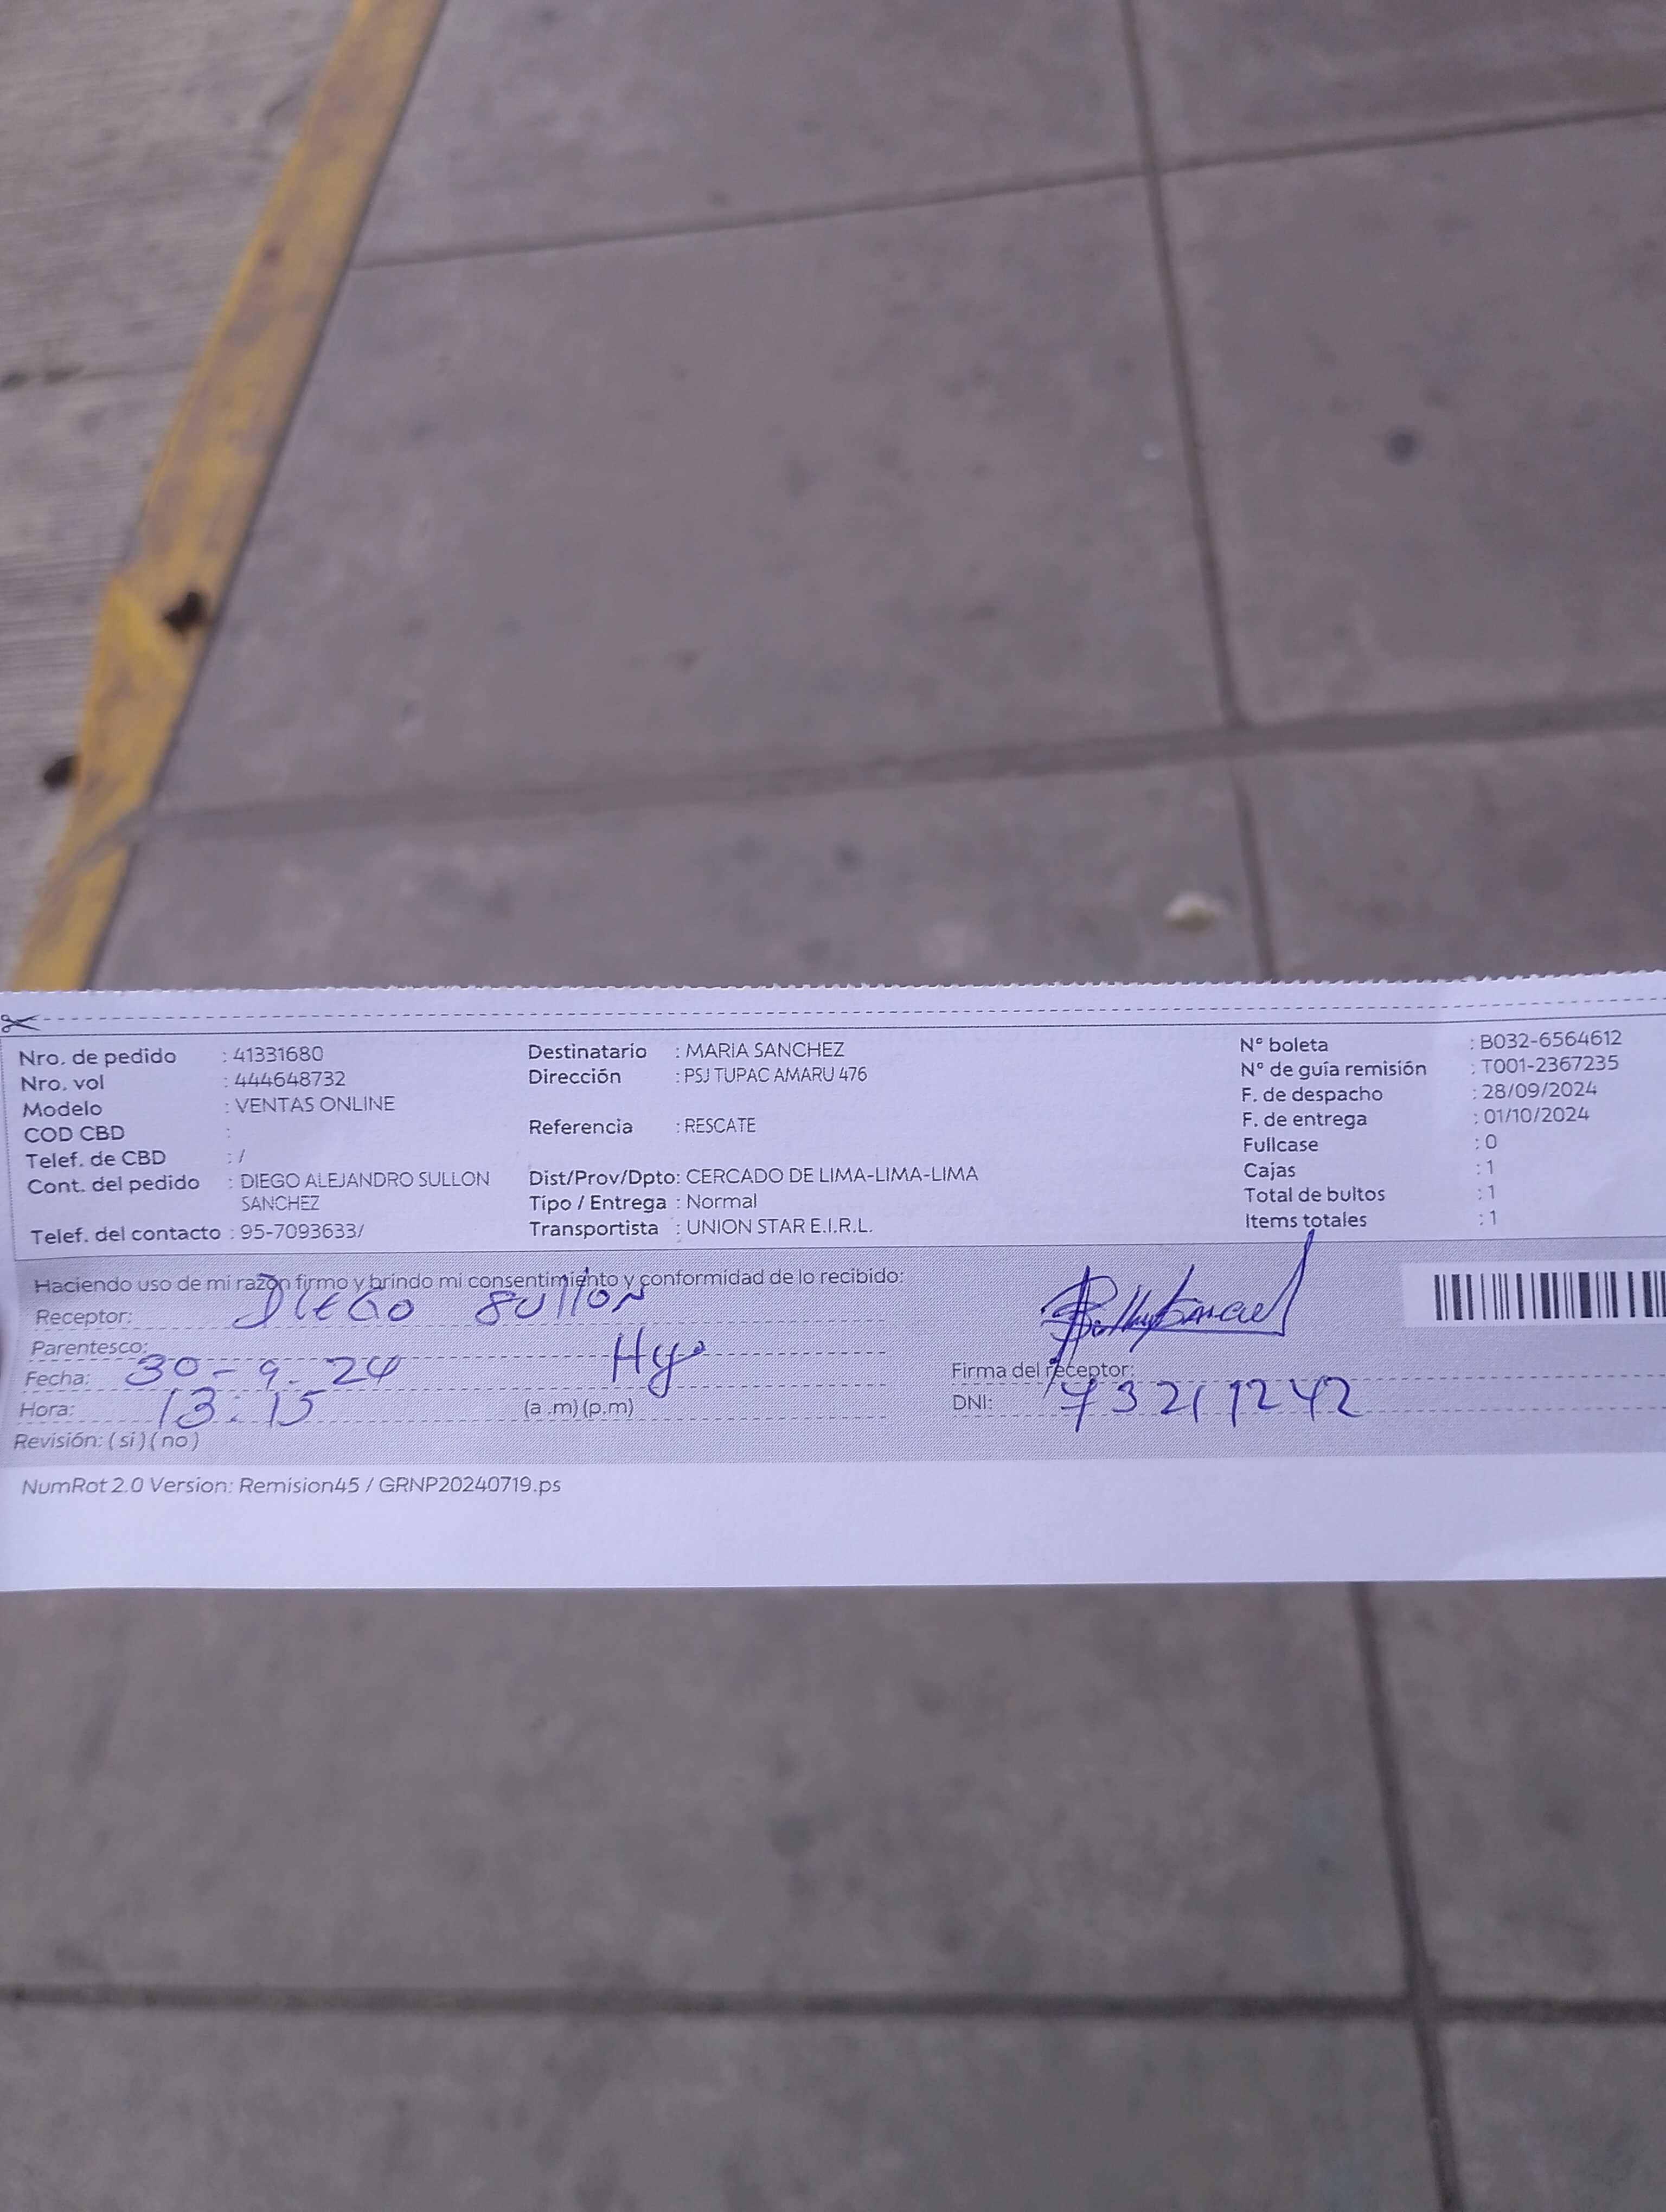 Nro. de pedido : 41331680
Nro. vol : 444648732
Modelo : VENTAS ONLINE
COD CBD :
Telef. de CBD : /
Cont. del pedido : DIEGO ALEJANDRO SULLON
SANCHEZ
Telef. del contacto : 95-7093633/
Destinatario : MARIA SANCHEZ
Dirección : PSJ TUPAC AMARU 476
Referencia : RESCATE
Dist/Prov/Dpto: CERCADO DE LIMA-LIMA-LIMA
Tipo / Entrega : Normal
Transportista : UNION STAR E.I.R.L.
N° boleta : B032-6564612
N° de guía remisión : T001-2367235
F. de despacho : 28/09/2024
F. de entrega : 01/10/2024
Fullcase : 0
Cajas : 1
Total de bultos : 1
Items totales : 1
Haciendo uso de mi razón firmo y brindo mi consentimiento y conformidad de lo recibido:
Receptor: DIEGO SULLON
Parentesco: Hijo
Fecha: 30-9-24
Hora: 13:15 (a .m) (p.m)
Revisión: ( si ) ( no )
Firma del receptor:
DNI: 73211242
NumRot 2.0 Version: Remision45 / GRNP20240719.ps